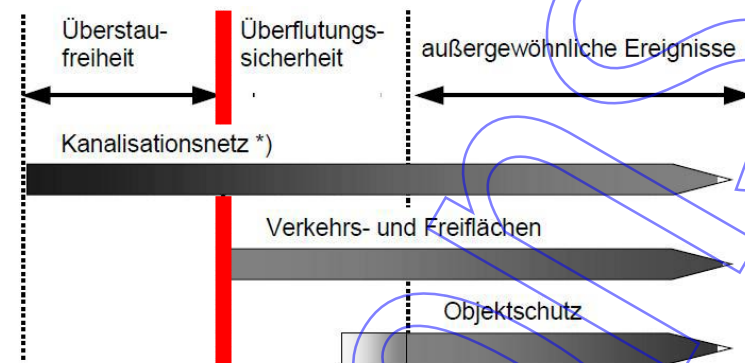 Überstau-
freiheit
Überflutungs-
sicherheit
außergewöhnliche Ereignisse
Kanalisationsnetz *)
Verkehrs- und Freiflächen
Objektschutz